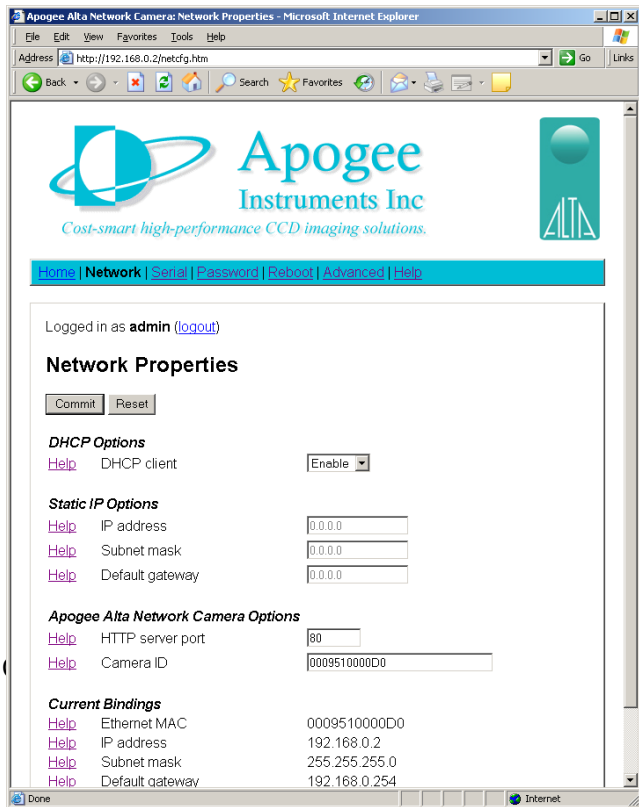 Apogee Alta Network Camera: Network Properties - Microsoft Internet Explorer
File Edit View Favorites Tools Help
Address http://192.168.0.2/netcfg.htm Go Links
Back Search Favorites
Apogee
Instruments Inc
Cost-smart high-performance CCD imaging solutions.
ALTA
Home | Network | Serial | Password | Reboot | Advanced | Help
Logged in as admin (logout)
Network Properties
Commit Reset
DHCP Options
Help DHCP client Enable
Static IP Options
Help IP address 0.0.0.0
Help Subnet mask 0.0.0.0
Help Default gateway 0.0.0.0
Apogee Alta Network Camera Options
Help HTTP server port 80
Help Camera ID 0009510000D0
Current Bindings
Help Ethernet MAC 0009510000D0
Help IP address 192.168.0.2
Help Subnet mask 255.255.255.0
Help Default gateway 192.168.0.254
Done Internet